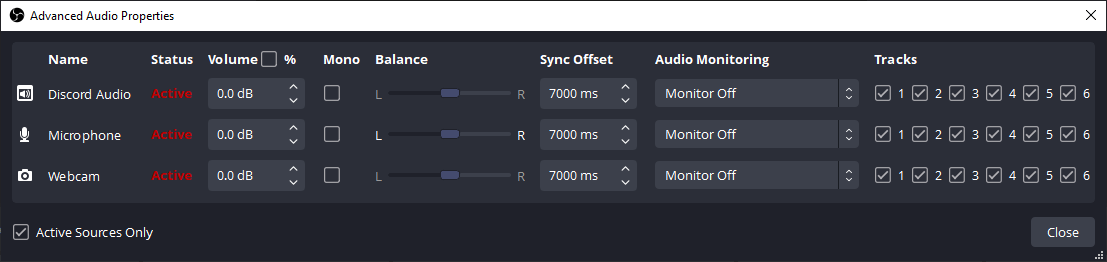 Advanced Audio Properties
Name Status Volume % Mono Balance Sync Offset Audio Monitoring Tracks
Discord Audio Active 0.0 dB L R 7000 ms Monitor Off 1 2 3 4 5 6
Microphone Active 0.0 dB L R 7000 ms Monitor Off 1 2 3 4 5 6
Webcam Active 0.0 dB L R 7000 ms Monitor Off 1 2 3 4 5 6
Active Sources Only Close